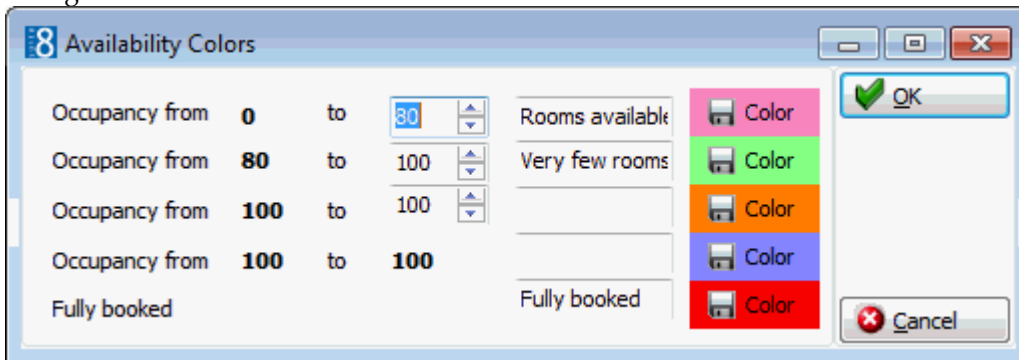 8 Availability Colors
Occupancy from 0 to 80 Rooms available Color
Occupancy from 80 to 100 Very few rooms Color
Occupancy from 100 to 100 Color
Occupancy from 100 to 100 Color
Fully booked Fully booked Color
OK
Cancel